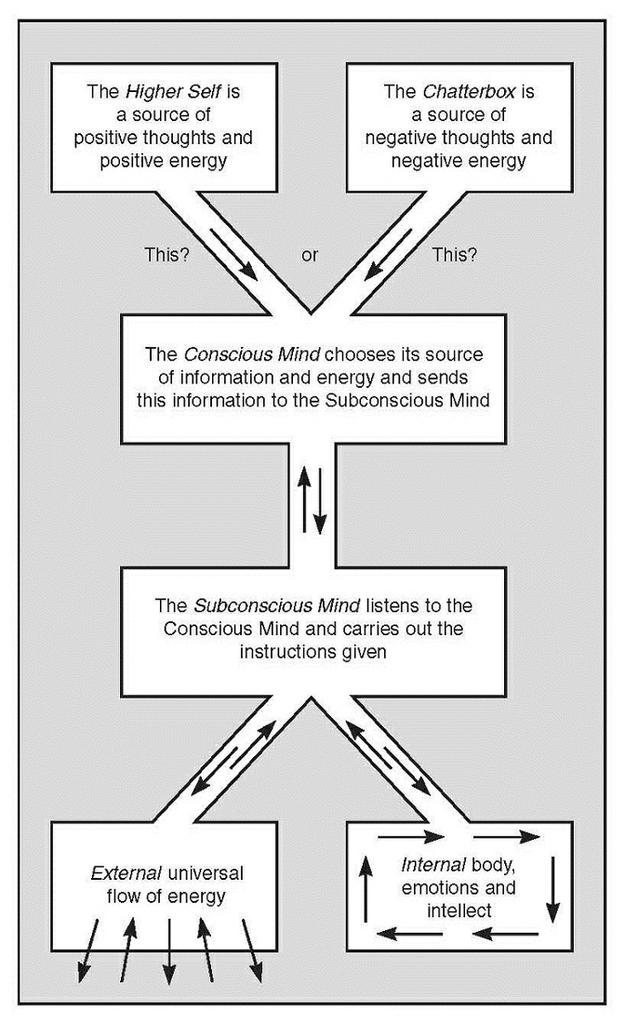 The Higher Self is
a source of
positive thoughts and
positive energy
The Chatterbox is
a source of
negative thoughts and
negative energy
This?
or
This?
The Conscious Mind chooses its source
of information and energy and sends
this information to the Subconscious Mind
The Subconscious Mind listens to the
Conscious Mind and carries out the
instructions given
External universal
flow of energy
Internal body,
emotions and
intellect